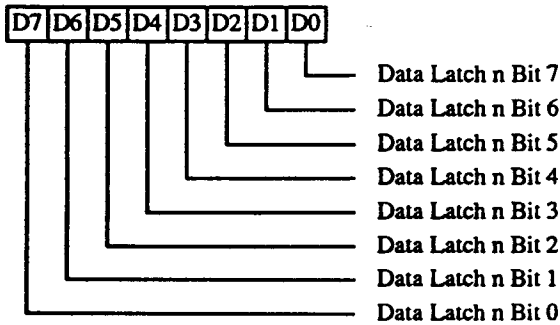 D7 D6 D5 D4 D3 D2 D1 D0
Data Latch n Bit 7
Data Latch n Bit 6
Data Latch n Bit 5
Data Latch n Bit 4
Data Latch n Bit 3
Data Latch n Bit 2
Data Latch n Bit 1
Data Latch n Bit 0